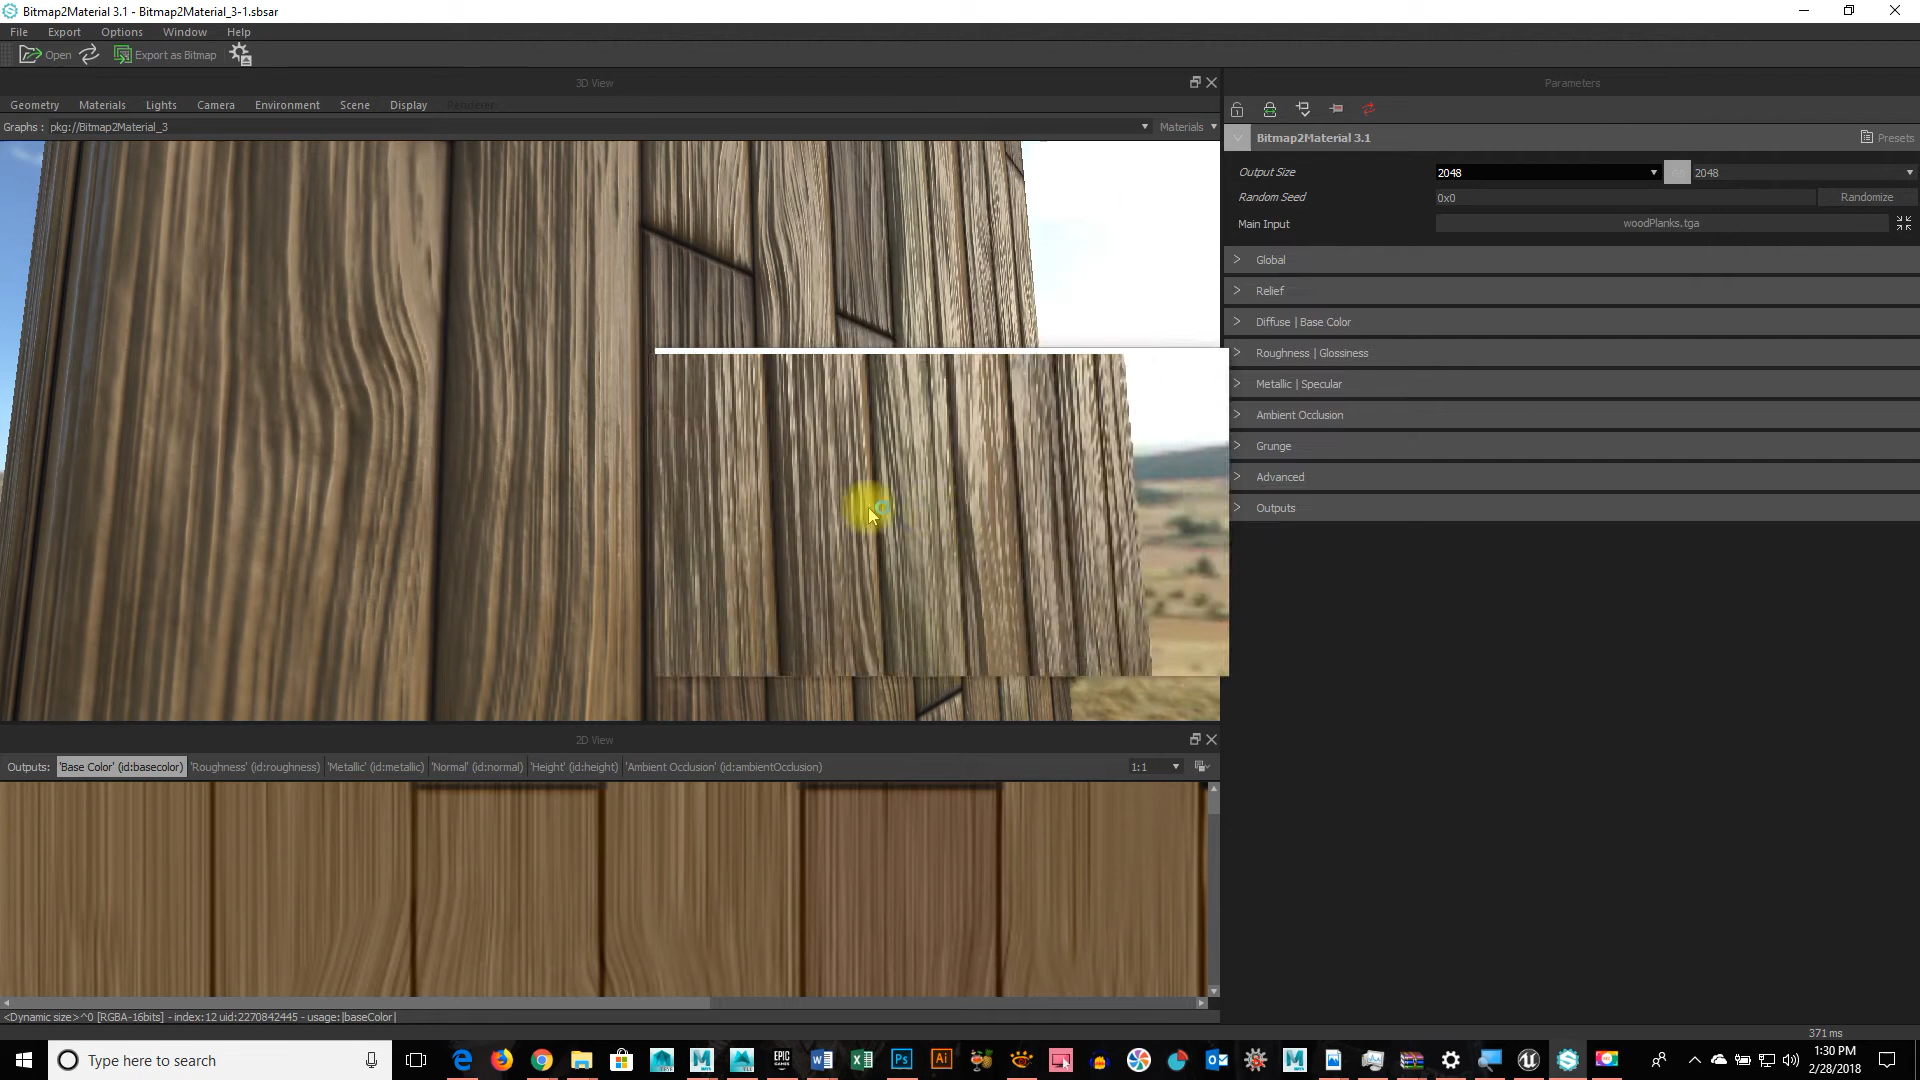 Bitmap2Material 3.1 - Bitmap2Material_3-1.sbsar
File Export Options Window Help
Open Export as Bitmap
3D View
Parameters
Geometry Materials Lights Camera Environment Scene Display Renderer
Graphs : pkg://Bitmap2Material_3 Materials
Bitmap2Material 3.1 Presets
Output Size 2048 2048
Random Seed 0x0 Randomize
Main Input woodPlanks.tga
Global
Relief
Diffuse | Base Color
Roughness | Glossiness
Metallic | Specular
Ambient Occlusion
Grunge
Advanced
Outputs
2D View
Outputs: 'Base Color' (id:basecolor) 'Roughness' (id:roughness) 'Metallic' (id:metallic) 'Normal' (id:normal) 'Height' (id:height) 'Ambient Occlusion' (id:ambientOcclusion) 1:1
<Dynamic size>^0 [RGBA-16bits] - index:12 uid:2270842445 - usage:|baseColor|
371 ms
Type here to search
1:30 PM
2/28/2018